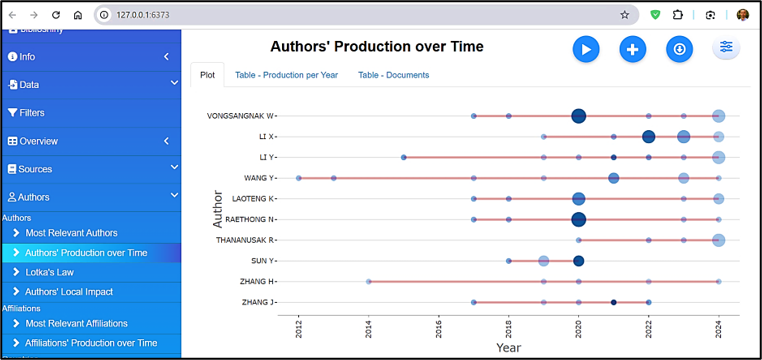 127.0.0.1:6373
Biblioshiny
Info
Data
Filters
Overview
Sources
Authors
Authors
Most Relevant Authors
Authors' Production over Time
Lotka's Law
Authors' Local Impact
Affiliations
Most Relevant Affiliations
Affiliations' Production over Time
Authors' Production over Time
Plot
Table - Production per Year
Table - Documents
Author
VONGSANGNAK W
LI X
LI Y
WANG Y
LAOTENG K
RAETHONG N
THANANUSAK R
SUN Y
ZHANG H
ZHANG J
2012
2014
2016
2018
2020
2022
2024
Year